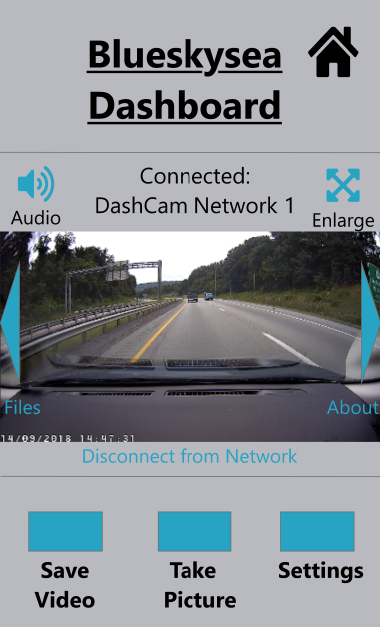 Blueskysea
Dashboard
Connected:
DashCam Network 1
Audio
Enlarge
Files
About
14/09/2018 14:47:31
Disconnect from Network
Save
Video
Take
Picture
Settings